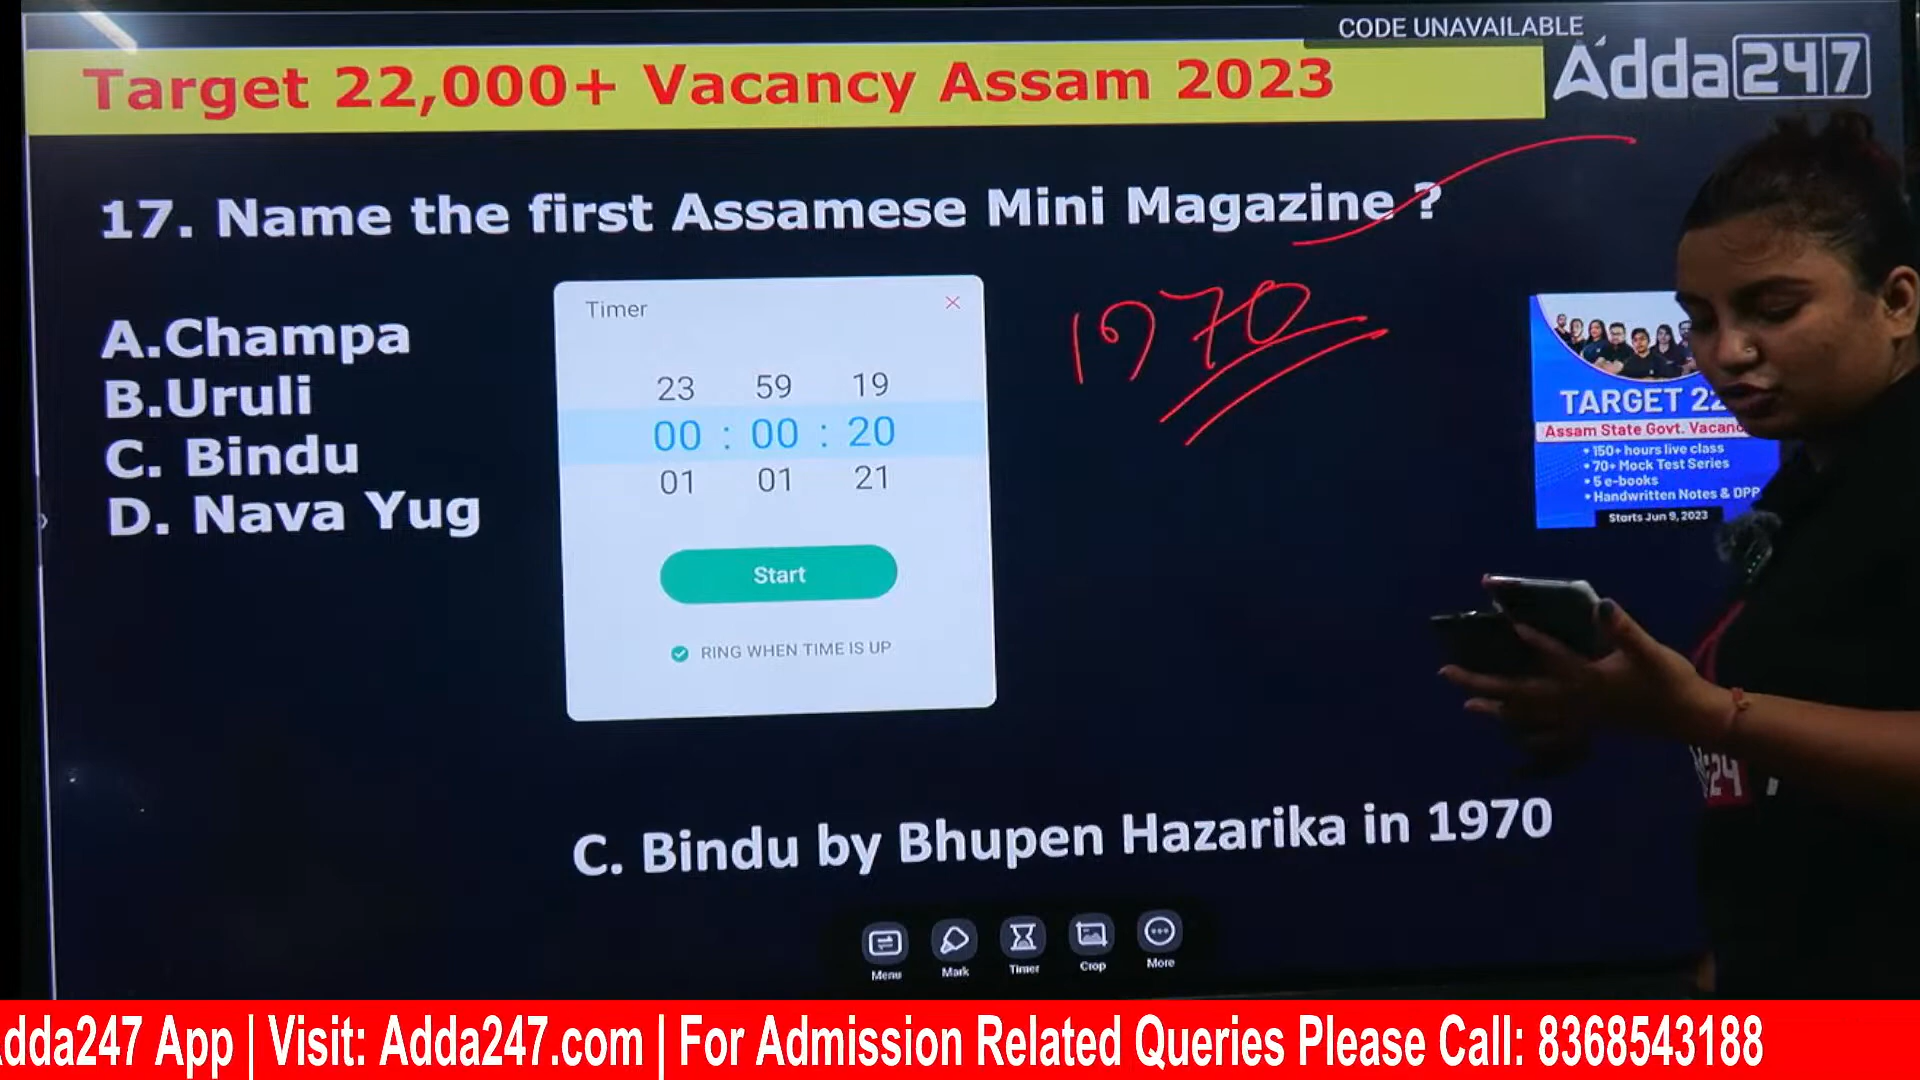 CODE UNAVAILABLE
Target 22,000+ Vacancy Assam 2023
Adda247
17. Name the first Assamese Mini Magazine ?
A.Champa
B.Uruli
C. Bindu
D. Nava Yug
Timer
23 59 19
00 : 00 : 20
01 01 21
Start
RING WHEN TIME IS UP
1970
TARGET 22
Assam State Govt. Vacanc
• 150+ hours live class
• 70+ Mock Test Series
• 5 e-books
• Handwritten Notes & DPP
Starts Jun 9, 2023
C. Bindu by Bhupen Hazarika in 1970
Menu
Mark
Timer
Crop
More
dda247 App | Visit: Adda247.com | For Admission Related Queries Please Call: 8368543188